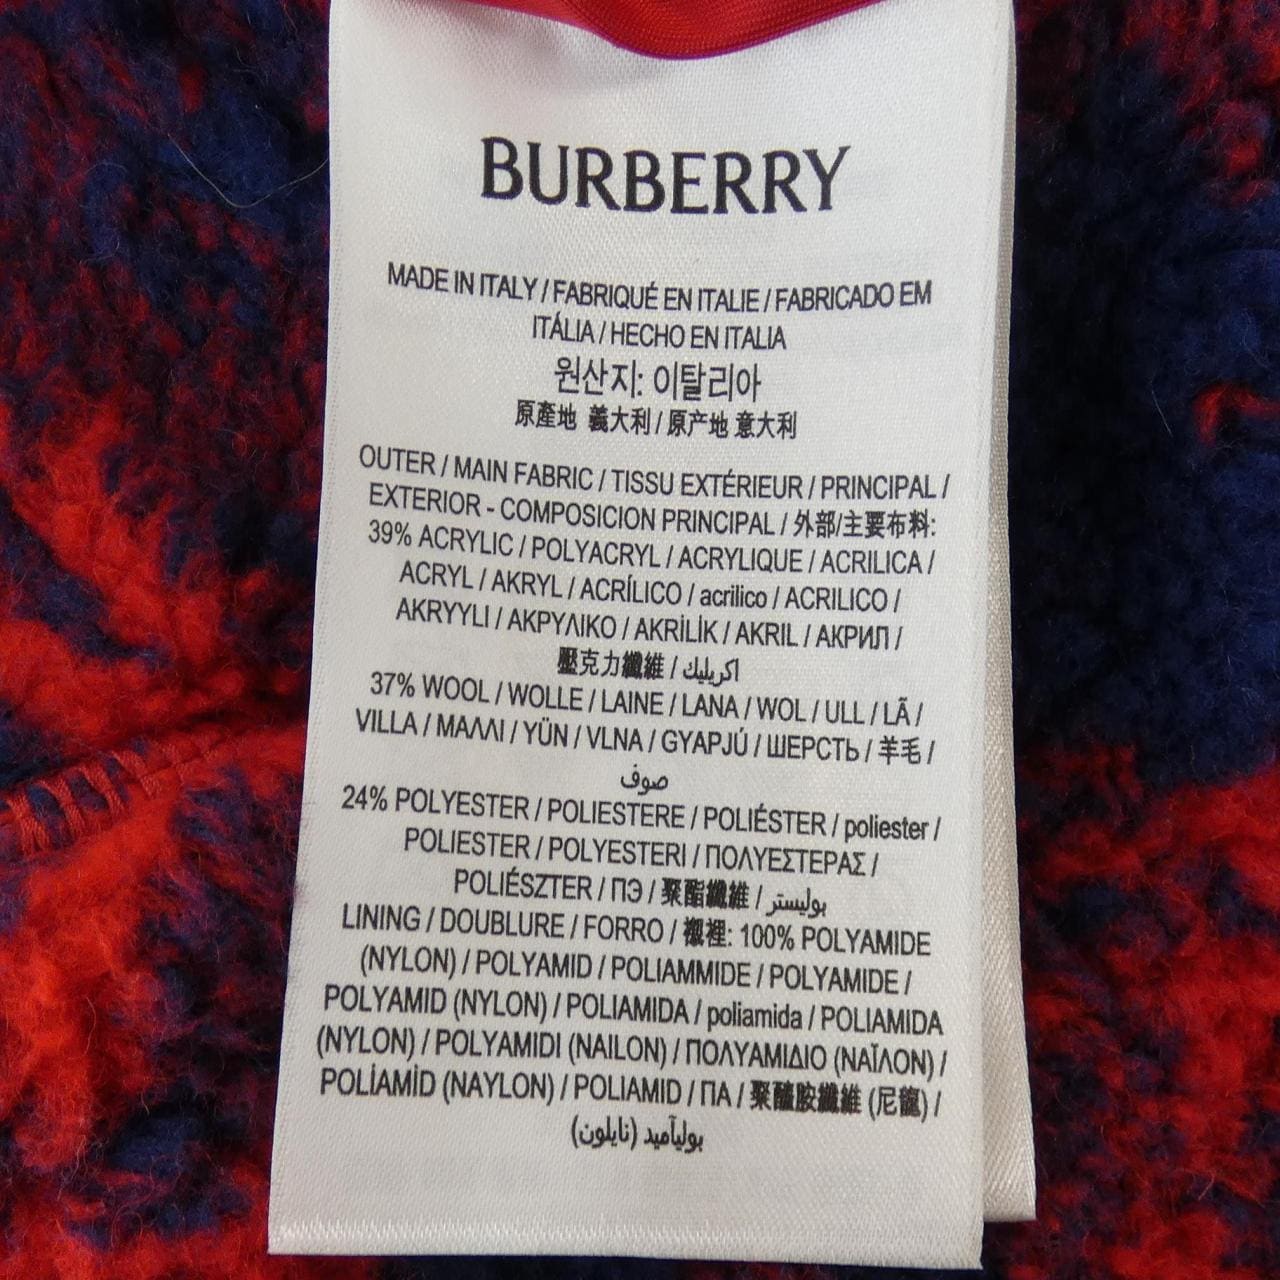 BURBERRY
MADE IN ITALY / FABRIQUÉ EN ITALIE / FABRICADO EM
ITÁLIA / HECHO EN ITALIA
원산지: 이탈리아
原產地 義大利 / 原产地 意大利
OUTER / MAIN FABRIC / TISSU EXTÉRIEUR / PRINCIPAL /
EXTERIOR - COMPOSICION PRINCIPAL / 外部/主要布料:
39% ACRYLIC / POLYACRYL / ACRYLIQUE / ACRILICA /
ACRYL / AKRYL / ACRÍLICO / acrilico / ACRILICO /
AKRYYLI / ΑΚΡΥΛΙΚΟ / AKRİLİK / AKRIL / АКРИЛ /
壓克力纖維 / اكريليك
37% WOOL / WOLLE / LAINE / LANA / WOL / ULL / LÃ /
VILLA / ΜΑΛΛΙ / YÜN / VLNA / GYAPJÚ / ШЕРСТЬ / 羊毛 /
صوف
24% POLYESTER / POLIESTERE / POLIÉSTER / poliester /
POLIESTER / POLYESTERI / ΠΟΛΥΕΣΤΕΡΑΣ /
POLIÉSZTER / ПЭ / 聚酯纖維 / بوليستر
LINING / DOUBLURE / FORRO / 襯裡: 100% POLYAMIDE
(NYLON) / POLYAMID / POLIAMMIDE / POLYAMIDE /
POLYAMID (NYLON) / POLIAMIDA / poliamida / POLIAMIDA
(NYLON) / POLYAMIDI (NAILON) / ΠΟΛΥΑΜΙΔΙΟ (ΝΑΪΛΟΝ) /
POLİAMİD (NAYLON) / POLIAMID / ПА / 聚醯胺纖維 (尼龍) /
بوليآميد (نايلون)